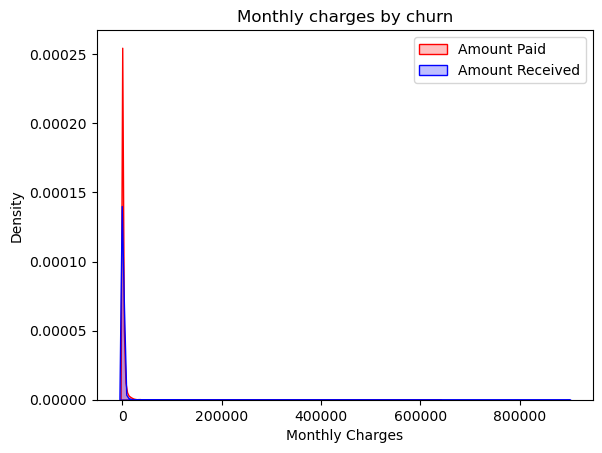 Monthly charges by churn
Amount Paid
Amount Received
0.00025
0.00020
0.00015
0.00010
0.00005
0.00000
Density
0 200000 400000 600000 800000
Monthly Charges